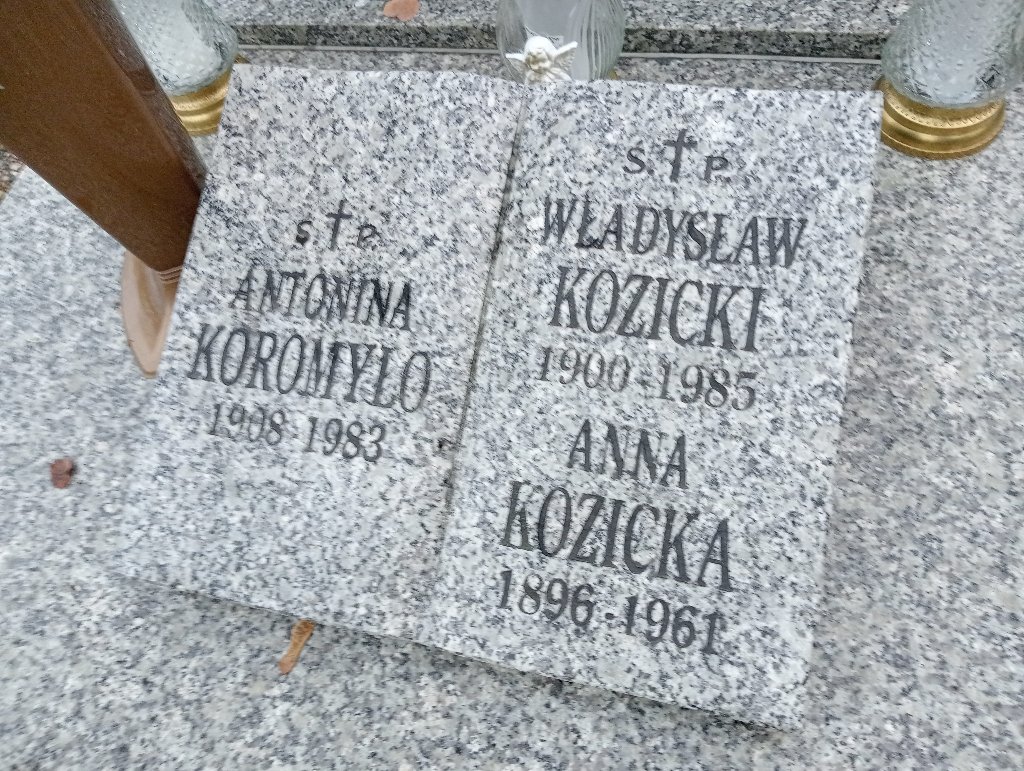 s † p.
ANTONINA
KOROMYŁO
1908-1983
s. † p.
WŁADYSŁAW
KOZICKI
1900-1985
ANNA
KOZICKA
1896-1961